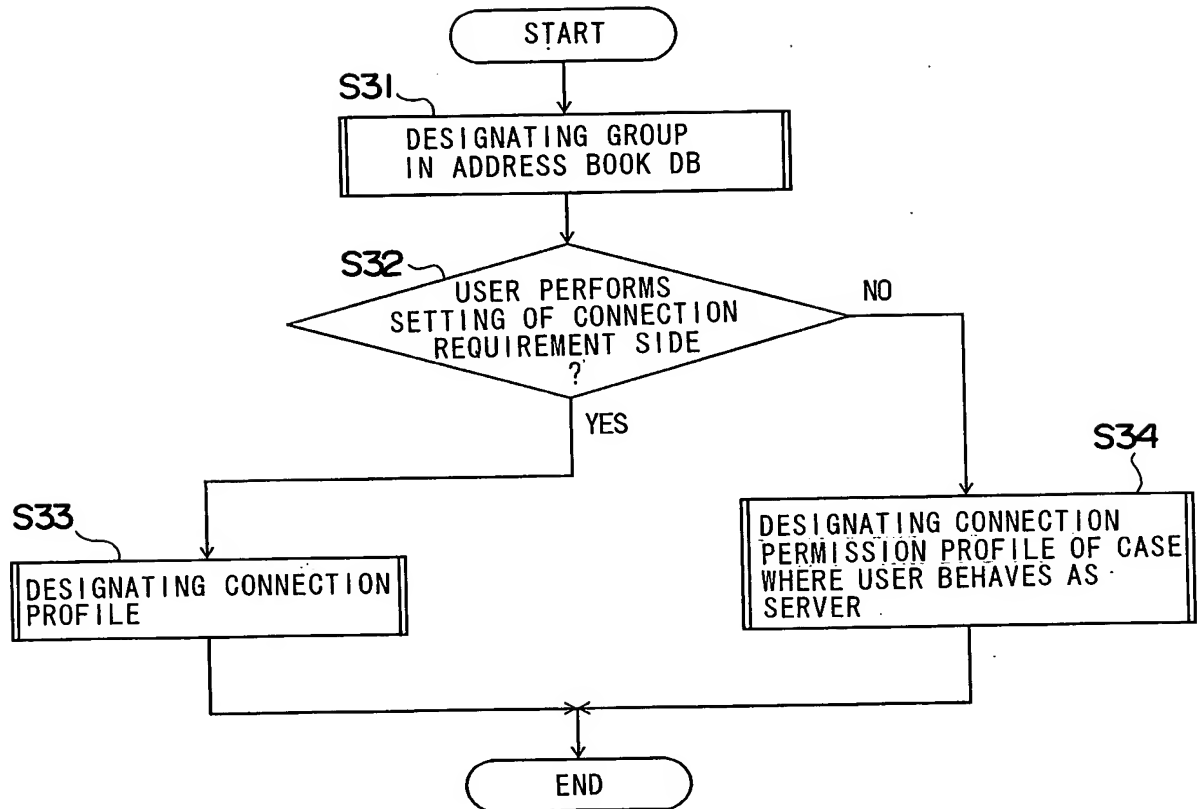 START
S31
DESIGNATING GROUP
IN ADDRESS BOOK DB
S32
USER PERFORMS
SETTING OF CONNECTION
REQUIREMENT SIDE
?
NO
YES
S34
S33
DESIGNATING CONNECTION
PERMISSION PROFILE OF CASE
WHERE USER BEHAVES AS
SERVER
DESIGNATING CONNECTION
PROFILE
END